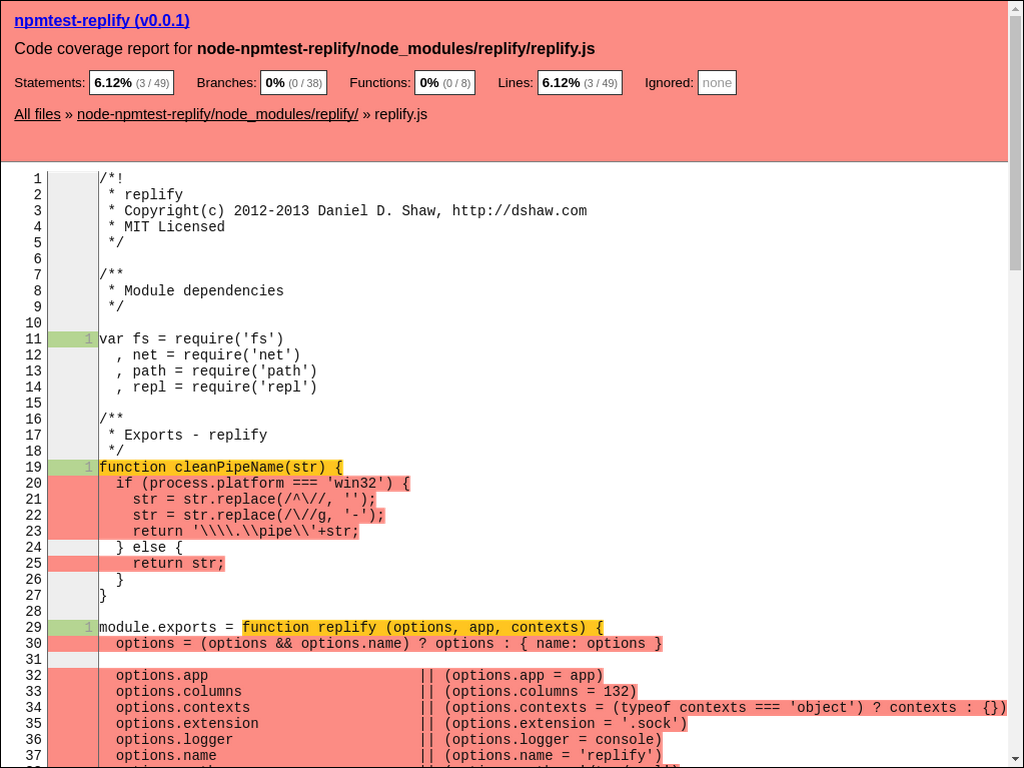 npmtest-replify (v0.0.1)
Code coverage report for node-npmtest-replify/node_modules/replify/replify.js
Statements: 6.12% (3 / 49) Branches: 0% (0 / 38) Functions: 0% (0 / 8) Lines: 6.12% (3 / 49) Ignored: none
All files » node-npmtest-replify/node_modules/replify/ » replify.js
1 /*!
2 * replify
3 * Copyright(c) 2012-2013 Daniel D. Shaw, http://dshaw.com
4 * MIT Licensed
5 */
6
7 /**
8 * Module dependencies
9 */
10
11 1 var fs = require('fs')
12 , net = require('net')
13 , path = require('path')
14 , repl = require('repl')
15
16 /**
17 * Exports - replify
18 */
19 1 function cleanPipeName(str) {
20 if (process.platform === 'win32') {
21 str = str.replace(/^\//, '');
22 str = str.replace(/\//g, '-');
23 return '\\\\.\\pipe\\'+str;
24 } else {
25 return str;
26 }
27 }
28
29 1 module.exports = function replify (options, app, contexts) {
30 options = (options && options.name) ? options : { name: options }
31
32 options.app || (options.app = app)
33 options.columns || (options.columns = 132)
34 options.contexts || (options.contexts = (typeof contexts === 'object') ? contexts : {})
35 options.extension || (options.extension = '.sock')
36 options.logger || (options.logger = console)
37 options.name || (options.name = 'replify')